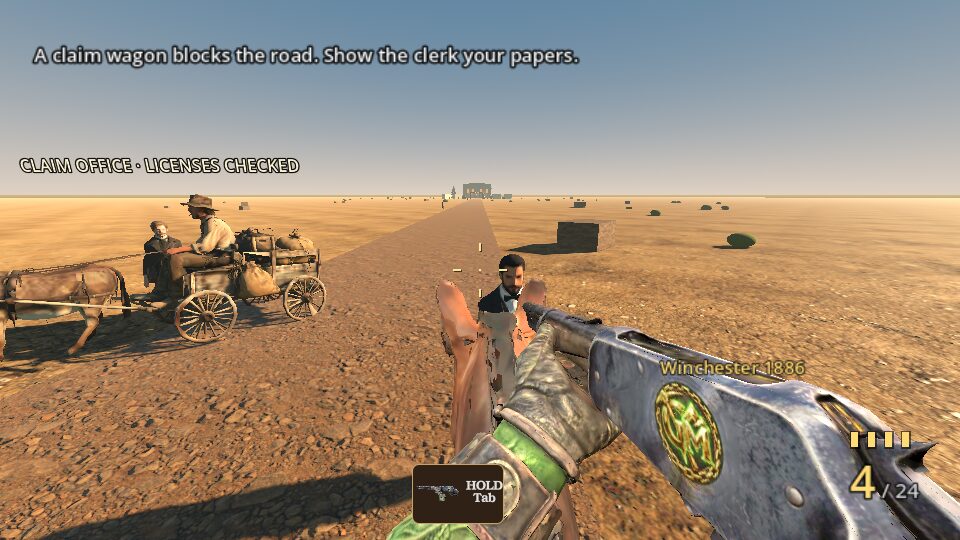 A claim wagon blocks the road. Show the clerk your papers.
CLAIM OFFICE · LICENSES CHECKED
Winchester 1886
4 / 24
HOLD
Tab